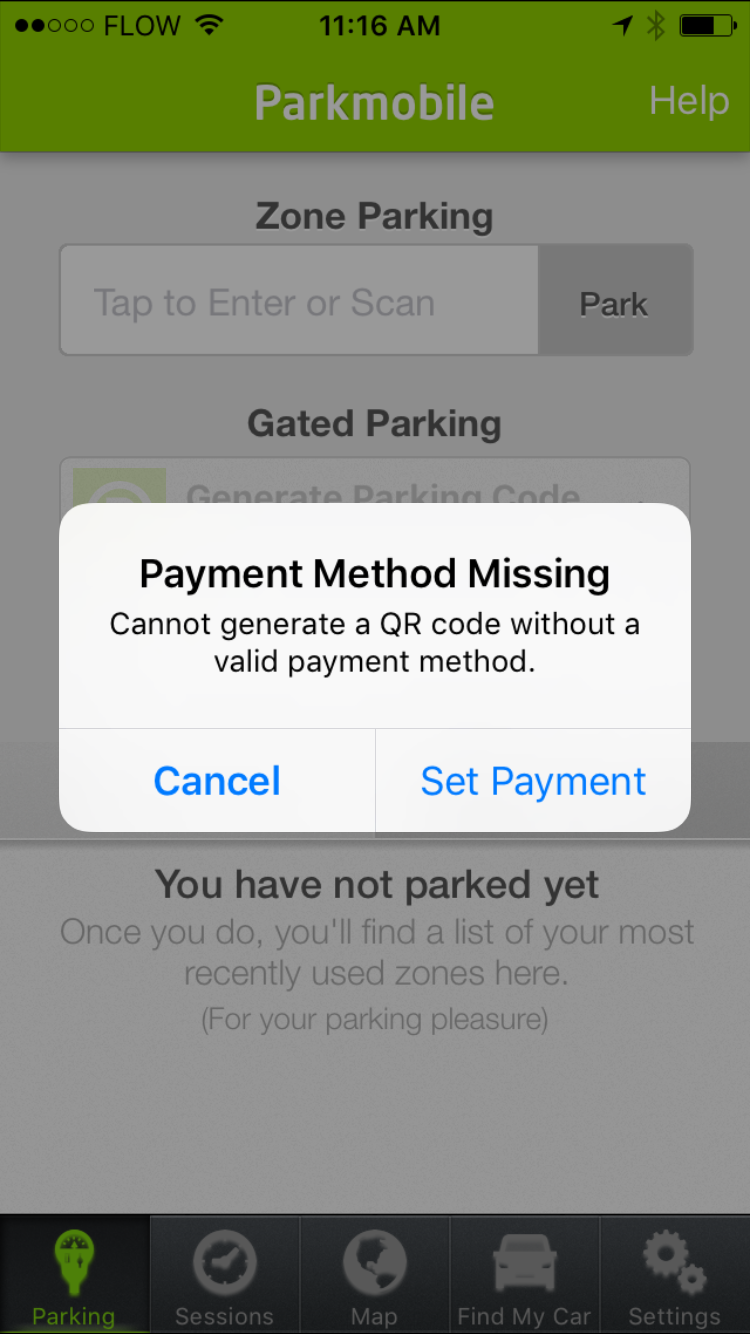 FLOW 11:16 AM
Parkmobile Help
Zone Parking
Tap to Enter or Scan Park
Gated Parking
Generate Parking Code
Payment Method Missing
Cannot generate a QR code without a
valid payment method.
Cancel Set Payment
You have not parked yet
Once you do, you'll find a list of your most
recently used zones here.
(For your parking pleasure)
Parking Sessions Map Find My Car Settings